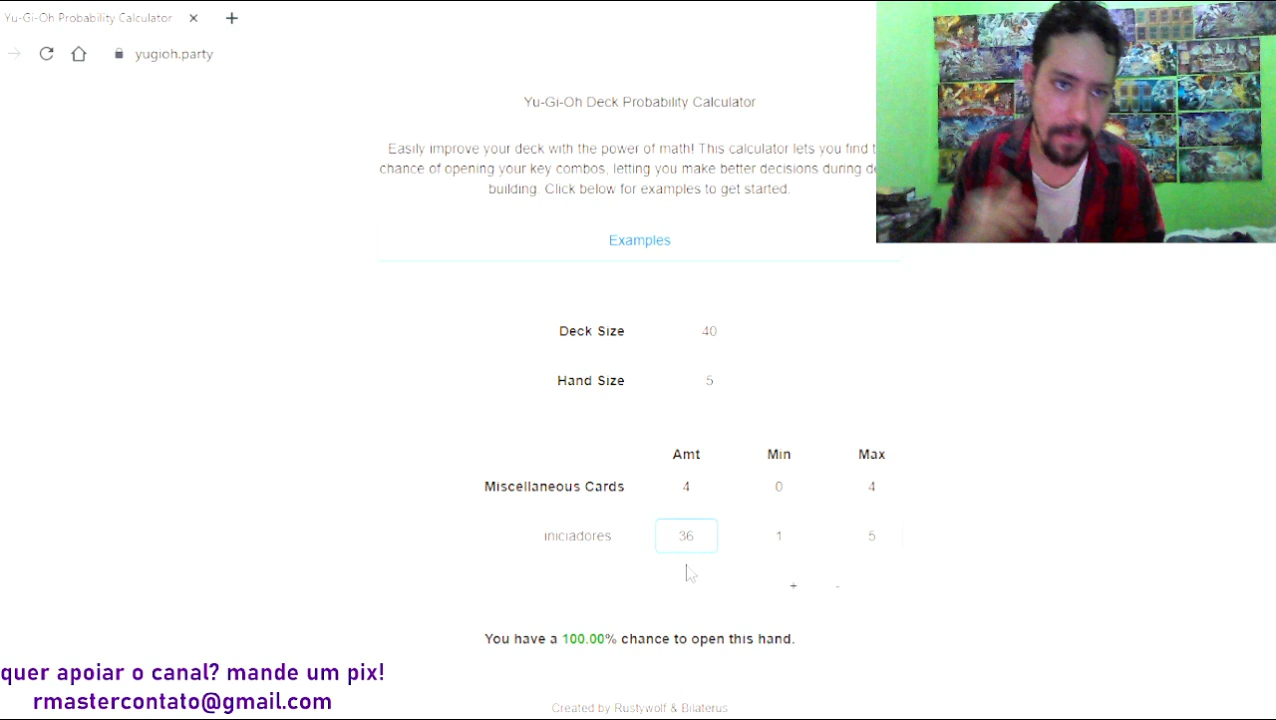 Yu-Gi-Oh Probability Calculator
yugioh.party
Yu-Gi-Oh Deck Probability Calculator
Easily improve your deck with the power of math! This calculator lets you find t
chance of opening your key combos, letting you make better decisions during de
building. Click below for examples to get started.
Examples
Deck Size 40
Hand Size 5
Amt Min Max
Miscellaneous Cards 4 0 4
iniciadores 36 1 5
+ -
You have a 100.00% chance to open this hand.
quer apoiar o canal? mande um pix!
rmastercontato@gmail.com
Created by Rustywolf & Bilaterus